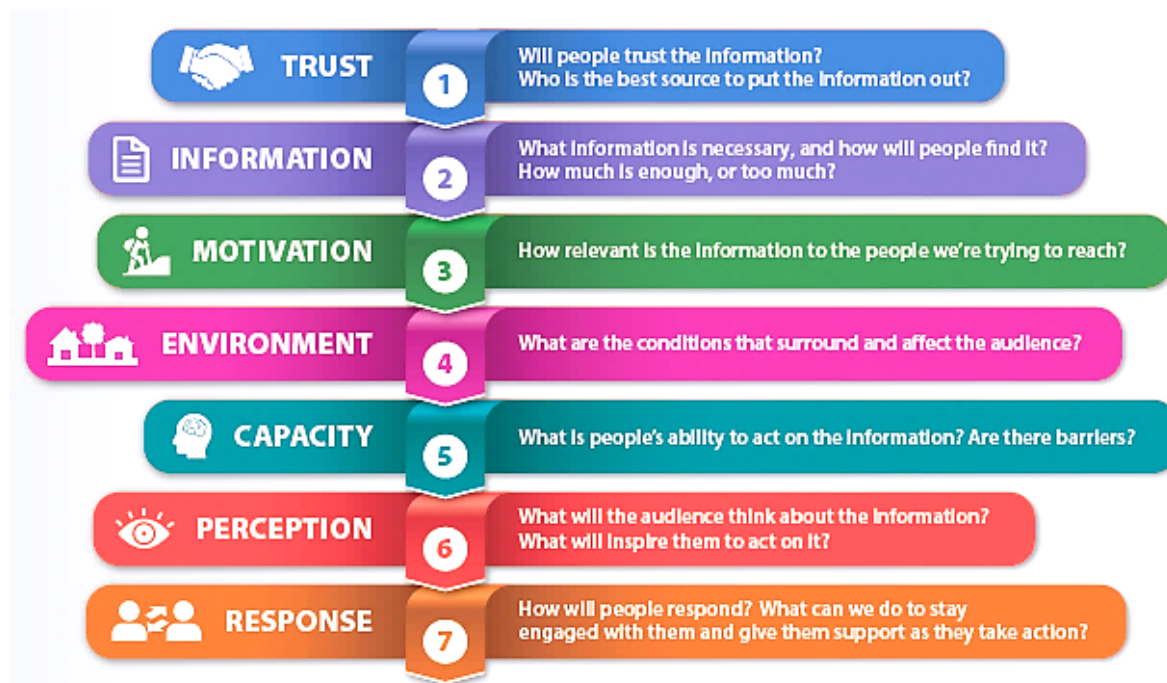 TRUST
1
Will people trust the information?
Who is the best source to put the information out?
INFORMATION
2
What information is necessary, and how will people find it?
How much is enough, or too much?
MOTIVATION
3
How relevant is the information to the people we're trying to reach?
ENVIRONMENT
4
What are the conditions that surround and affect the audience?
CAPACITY
5
What is people's ability to act on the information? Are there barriers?
PERCEPTION
6
What will the audience think about the information?
What will inspire them to act on it?
RESPONSE
7
How will people respond? What can we do to stay
engaged with them and give them support as they take action?